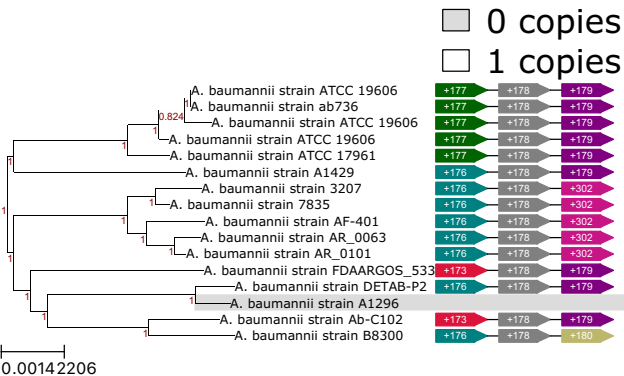 0 copies
1 copies
A. baumannii strain ATCC 19606 +177 +178 +179
1 A. baumannii strain ab736 +177 +178 +179
0.824 A. baumannii strain ATCC 19606 +177 +178 +179
A. baumannii strain ATCC 19606 +177 +178 +179
1 1 A. baumannii strain ATCC 17961 +177 +178 +179
1 A. baumannii strain A1429 +176 +178 +179
A. baumannii strain 3207 +176 +178 +302
1 1 A. baumannii strain 7835 +176 +178 +302
A. baumannii strain AF-401 +176 +178 +302
1 A. baumannii strain AR_0063 +176 +178 +302
1 1 A. baumannii strain AR_0101 +176 +178 +302
A. baumannii strain FDAARGOS_533 +173 +178 +179
1 A. baumannii strain DETAB-P2 +176 +178 +179
1 A. baumannii strain A1296
1 A. baumannii strain Ab-C102 +173 +178 +179
1 A. baumannii strain B8300 +176 +178 +180
0.00142206